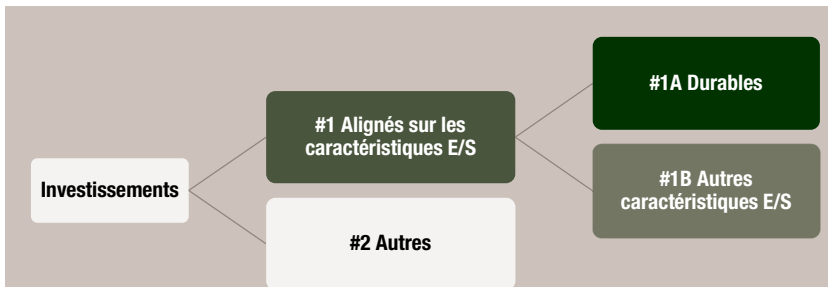 Investissements
#1 Alignés sur les
caractéristiques E/S
#2 Autres
#1A Durables
#1B Autres
caractéristiques E/S